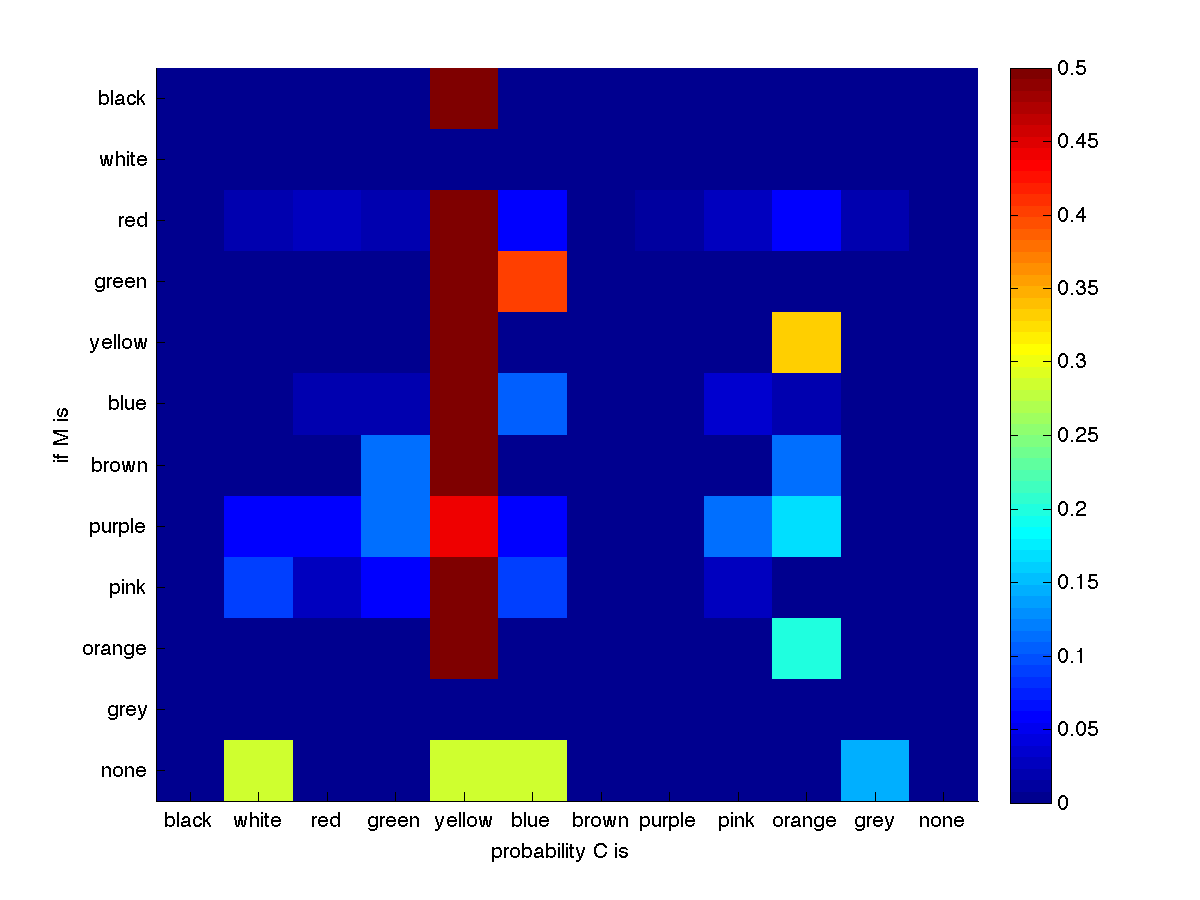 black
white
red
green
yellow
blue
brown
purple
pink
orange
grey
none
if M is
black white red green yellow blue brown purple pink orange grey none
probability C is
0.5
0.45
0.4
0.35
0.3
0.25
0.2
0.15
0.1
0.05
0